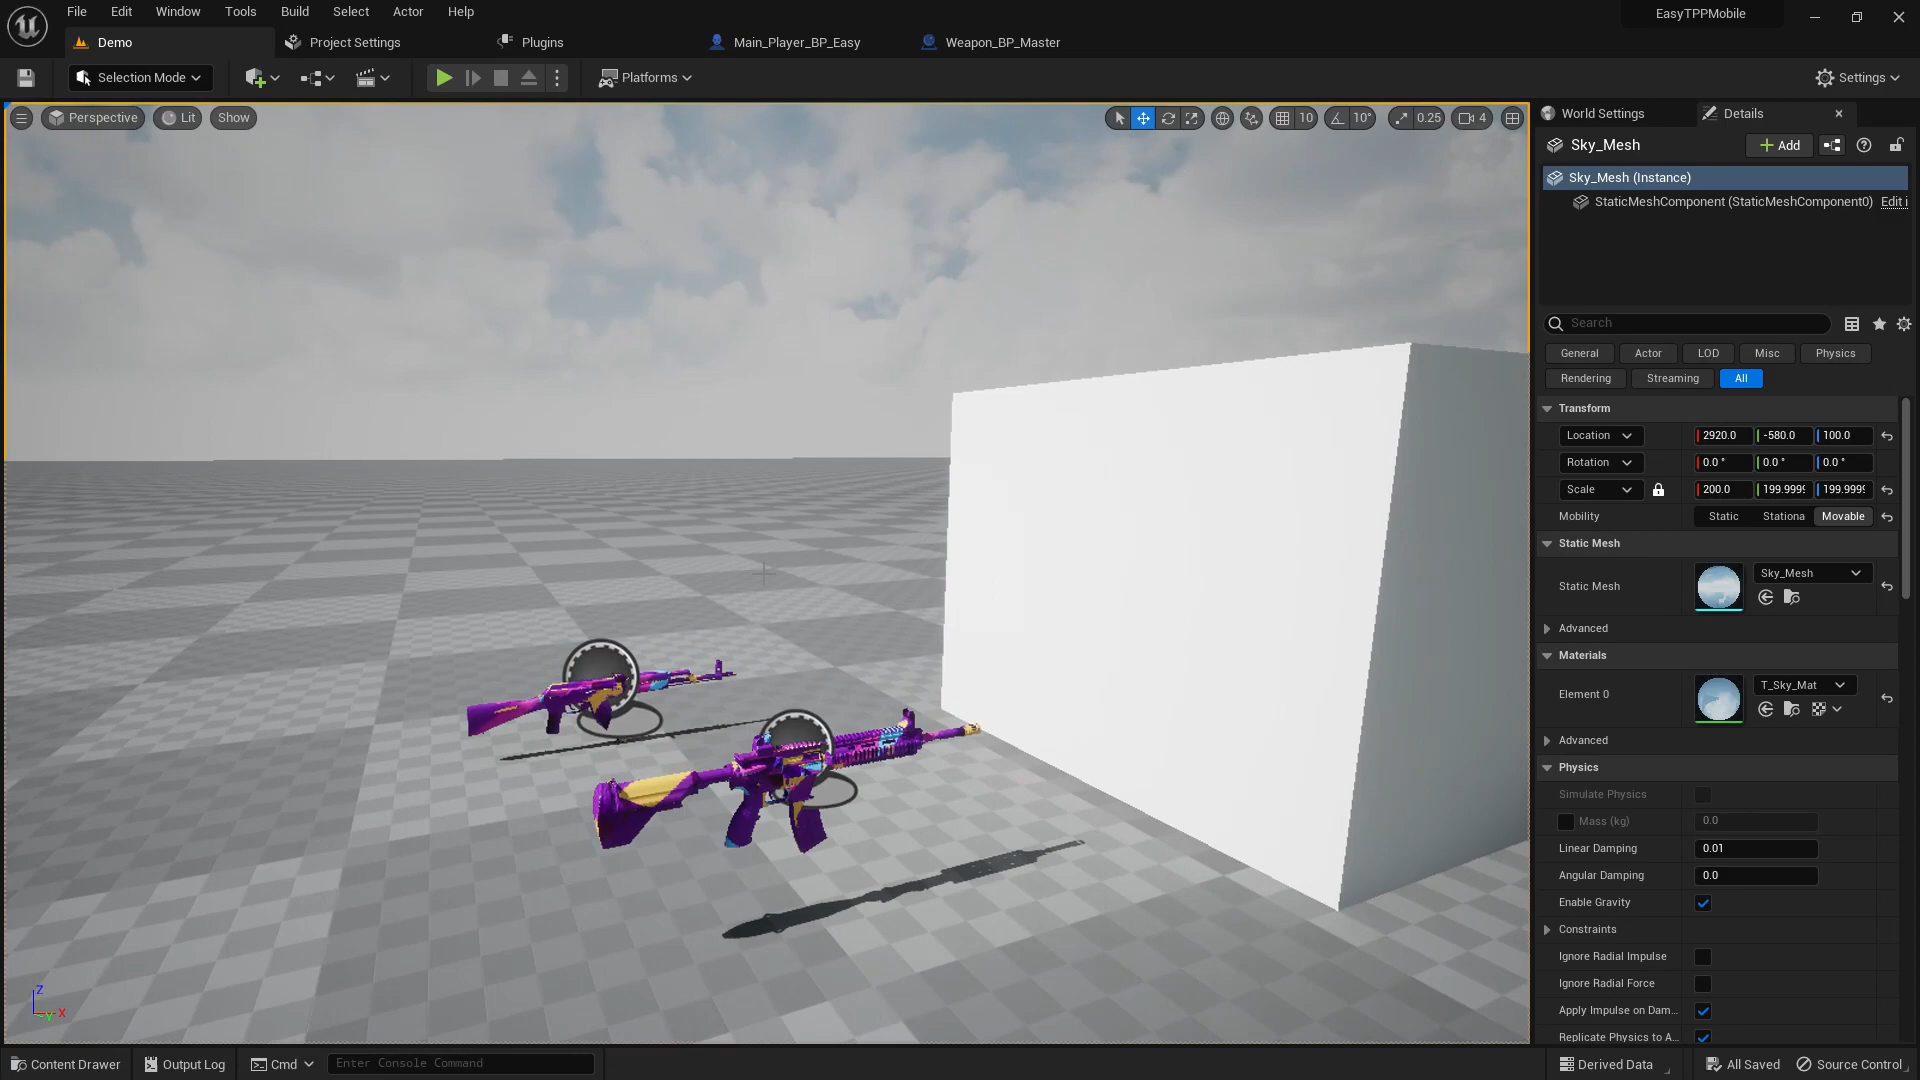 File Edit Window Tools Build Select Actor Help
EasyTPPMobile
Demo
Project Settings
Plugins
Main_Player_BP_Easy
Weapon_BP_Master
Selection Mode
Platforms
Settings
Perspective
Lit
Show
10
10°
0.25
4
World Settings
Details
Sky_Mesh
Add
Sky_Mesh (Instance)
StaticMeshComponent (StaticMeshComponent0)
Edit i
Search
General
Actor
LOD
Misc
Physics
Rendering
Streaming
All
Transform
Location
2920.0
-580.0
100.0
Rotation
0.0 °
0.0 °
0.0 °
Scale
200.0
199.9999
199.9999
Mobility
Static
Stationa
Movable
Static Mesh
Static Mesh
Sky_Mesh
Advanced
Materials
Element 0
T_Sky_Mat
Advanced
Physics
Simulate Physics
Mass (kg)
0.0
Linear Damping
0.01
Angular Damping
0.0
Enable Gravity
Constraints
Ignore Radial Impulse
Ignore Radial Force
Apply Impulse on Dam...
Replicate Physics to A...
Z
Y
X
Content Drawer
Output Log
Cmd
Enter Console Command
Derived Data
All Saved
Source Control